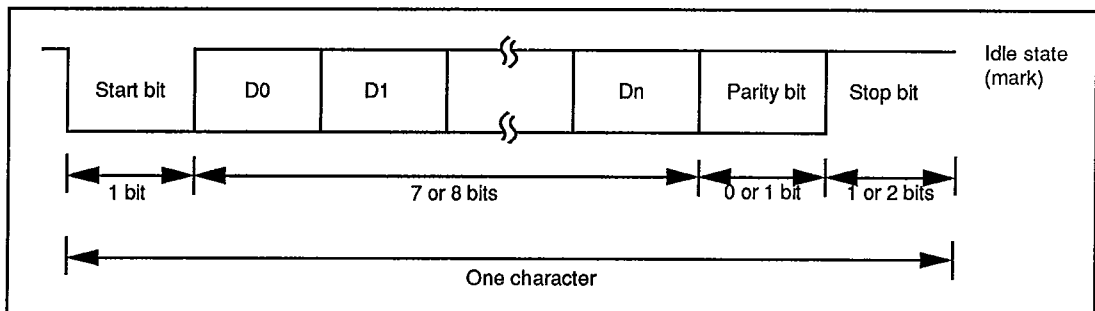 Idle state
(mark)
Start bit D0 D1 Dn Parity bit Stop bit
1 bit 7 or 8 bits 0 or 1 bit 1 or 2 bits
One character